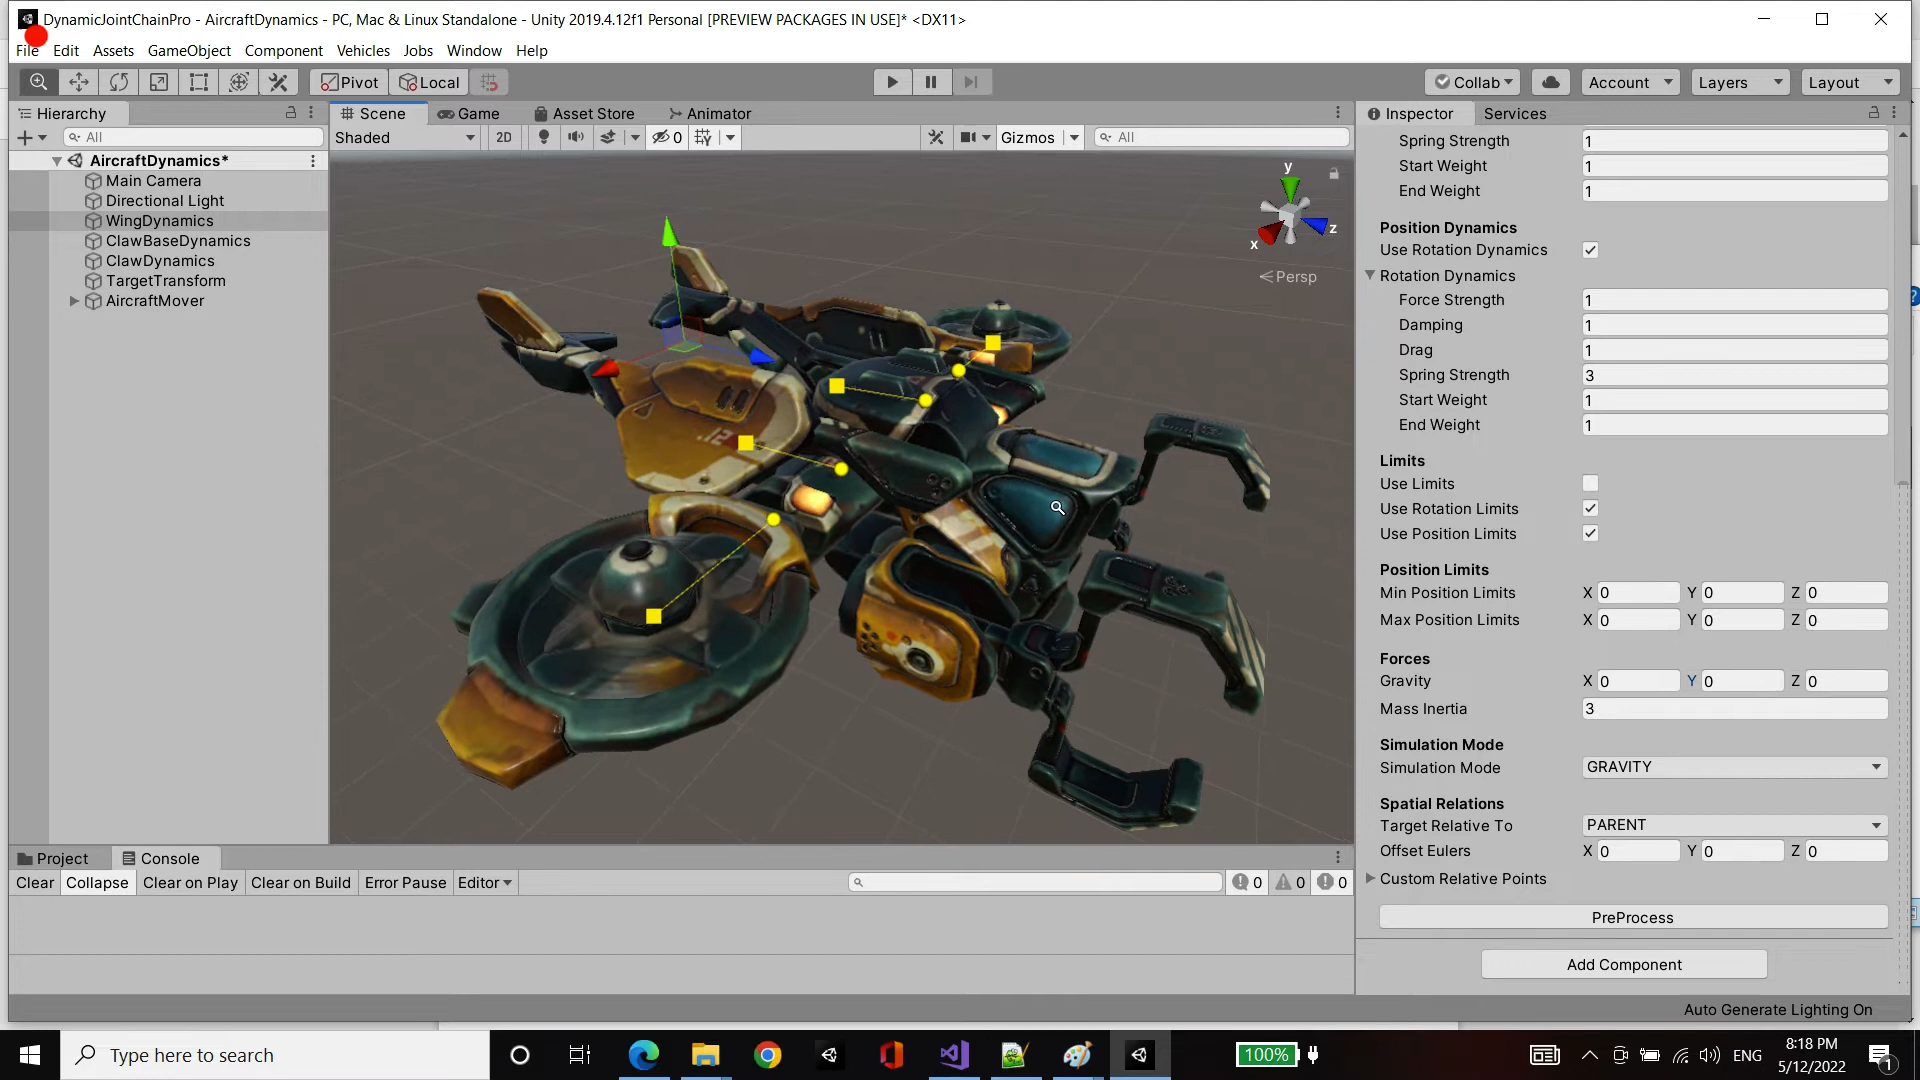 DynamicJointChainPro - AircraftDynamics - PC, Mac & Linux Standalone - Unity 2019.4.12f1 Personal [PREVIEW PACKAGES IN USE]* <DX11>
File Edit Assets GameObject Component Vehicles Jobs Window Help
Pivot Local Collab Account Layers Layout
Hierarchy
All
AircraftDynamics*
Main Camera
Directional Light
WingDynamics
ClawBaseDynamics
ClawDynamics
TargetTransform
AircraftMover
Scene Game Asset Store Animator
Shaded 2D 0 Gizmos All
y
x
z
Persp
.12
Inspector Services
Spring Strength 1
Start Weight 1
End Weight 1
Position Dynamics
Use Rotation Dynamics
Rotation Dynamics
Force Strength 1
Damping 1
Drag 1
Spring Strength 3
Start Weight 1
End Weight 1
Limits
Use Limits
Use Rotation Limits
Use Position Limits
Position Limits
Min Position Limits X 0 Y 0 Z 0
Max Position Limits X 0 Y 0 Z 0
Forces
Gravity X 0 Y 0 Z 0
Mass Inertia 3
Simulation Mode
Simulation Mode GRAVITY
Spatial Relations
Target Relative To PARENT
Offset Eulers X 0 Y 0 Z 0
Custom Relative Points
PreProcess
Add Component
Project Console
Clear Collapse Clear on Play Clear on Build Error Pause Editor 0 0 0
Auto Generate Lighting On
Type here to search
100%
ENG
8:18 PM
5/12/2022
1